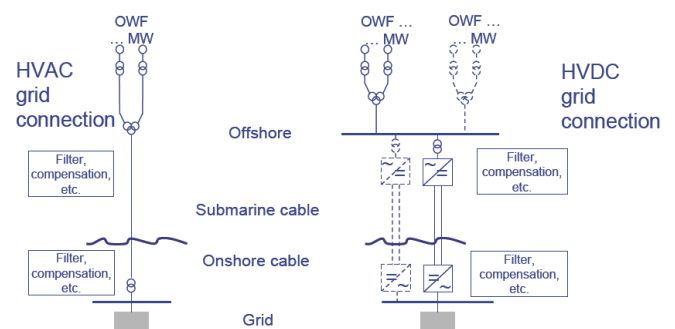 OWF
... MW
OWF ...
... MW
OWF ...
... MW
HVAC
grid
connection
HVDC
grid
connection
Offshore
Filter,
compensation,
etc.
Filter,
compensation,
etc.
Submarine cable
Onshore cable
Filter,
compensation,
etc.
Filter,
compensation,
etc.
Grid